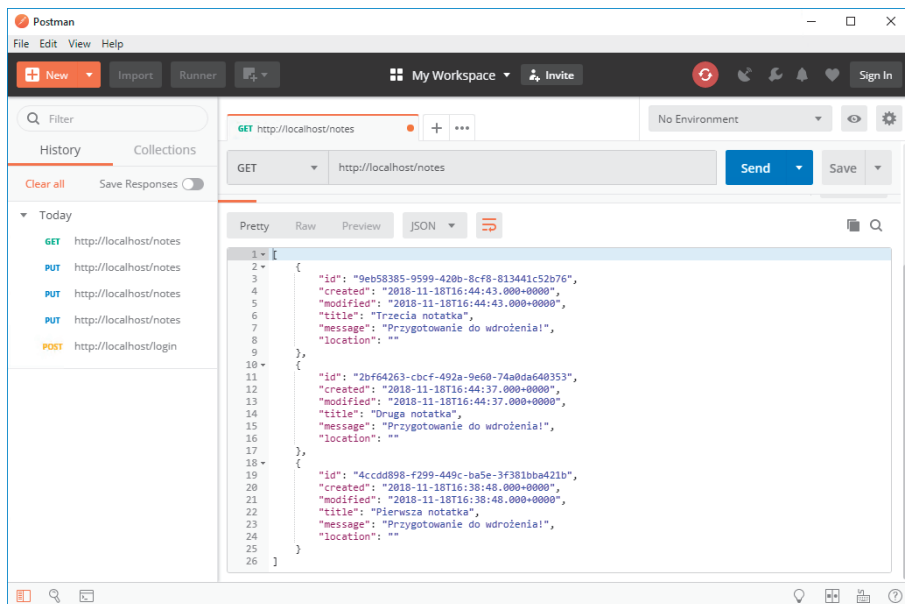 Postman
File Edit View Help
New Import Runner My Workspace Invite Sign In
Filter
History Collections
Clear all Save Responses
Today
GET http://localhost/notes
PUT http://localhost/notes
PUT http://localhost/notes
PUT http://localhost/notes
POST http://localhost/login
GET http://localhost/notes
No Environment
GET http://localhost/notes Send Save
Pretty Raw Preview JSON
1 [
2 {
3 "id": "9eb58385-9599-420b-8cf8-813441c52b76",
4 "created": "2018-11-18T16:44:43.000+0000",
5 "modified": "2018-11-18T16:44:43.000+0000",
6 "title": "Trzecia notatka",
7 "message": "Przygotowanie do wdrożenia!",
8 "location": ""
9 },
10 {
11 "id": "2bf64263-cbcf-492a-9e60-74a0da640353",
12 "created": "2018-11-18T16:44:37.000+0000",
13 "modified": "2018-11-18T16:44:37.000+0000",
14 "title": "Druga notatka",
15 "message": "Przygotowanie do wdrożenia!",
16 "location": ""
17 },
18 {
19 "id": "4ccdd898-f299-449c-ba5e-3f381bba421b",
20 "created": "2018-11-18T16:38:48.000+0000",
21 "modified": "2018-11-18T16:38:48.000+0000",
22 "title": "Pierwsza notatka",
23 "message": "Przygotowanie do wdrożenia!",
24 "location": ""
25 }
26 ]